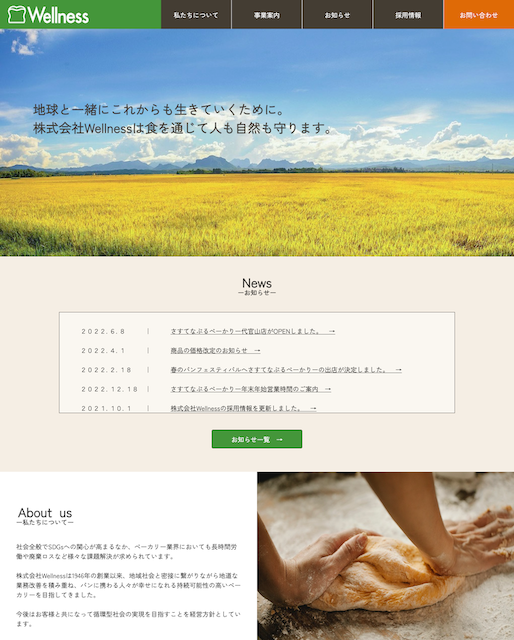 Wellness
私たちについて
事業案内
お知らせ
採用情報
お問い合わせ
地球と一緒にこれからも生きていくために。
株式会社Wellnessは食を通じて人も自然も守ります。
News
ーお知らせー
2022.6.8 | さすてなぶるべーかりー代官山店がOPENしました。 →
2022.4.1 | 商品の価格改定のお知らせ →
2022.2.18 | 春のパンフェスティバルへさすてなぶるべーかりーの出店が決定しました。 →
2022.12.18 | さすてなぶるべーかりー年末年始営業時間のご案内 →
2021.10.1 | 株式会社Wellnessの採用情報を更新しました。 →
お知らせ一覧 →
About us
ー私たちについてー
社会全般でSDGsへの関心が高まるなか、ベーカリー業界においても長時間労
働や廃棄ロスなど様々な課題解決が求められています。
株式会社Wellnessは1946年の創業以来、地域社会と密接に繋がりながら地道な
業務改善を積み重ね、パンに携わる人々が幸せになれる持続可能性の高いベー
カリーを目指してきました。
今後はお客様と共になって循環型社会の実現を目指すことを経営方針としてい
ます。